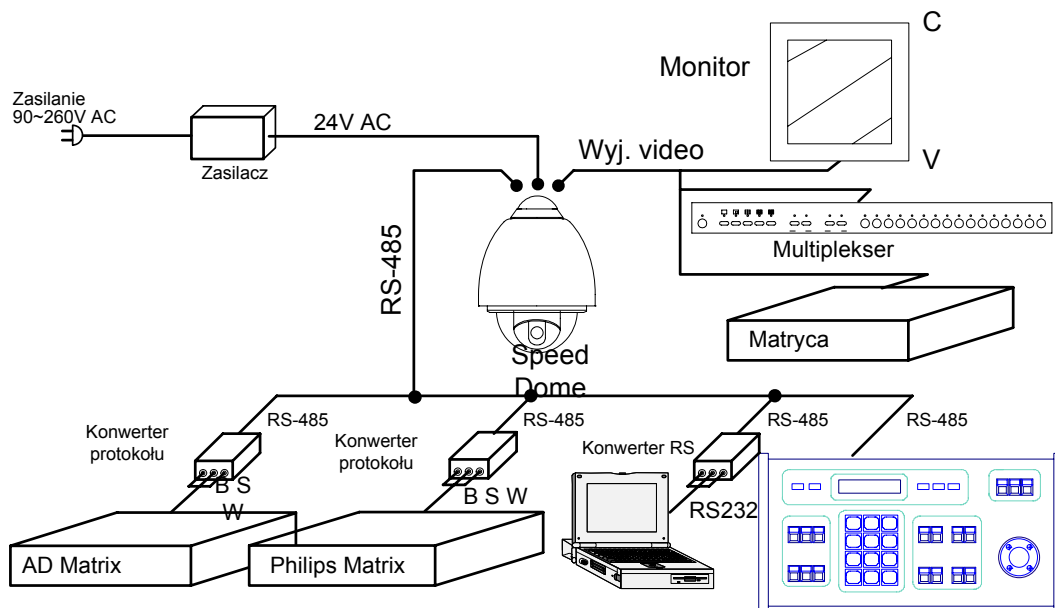 C
Monitor
Zasilanie
90~260V AC
24V AC
Wyj. video
V
Zasilacz
Multiplekser
RS-485
Matryca
Speed
Dome
RS-485
RS-485
RS-485
RS-485
Konwerter
protokołu
Konwerter
protokołu
Konwerter RS
B S
W
B S W
RS232
AD Matrix
Philips Matrix